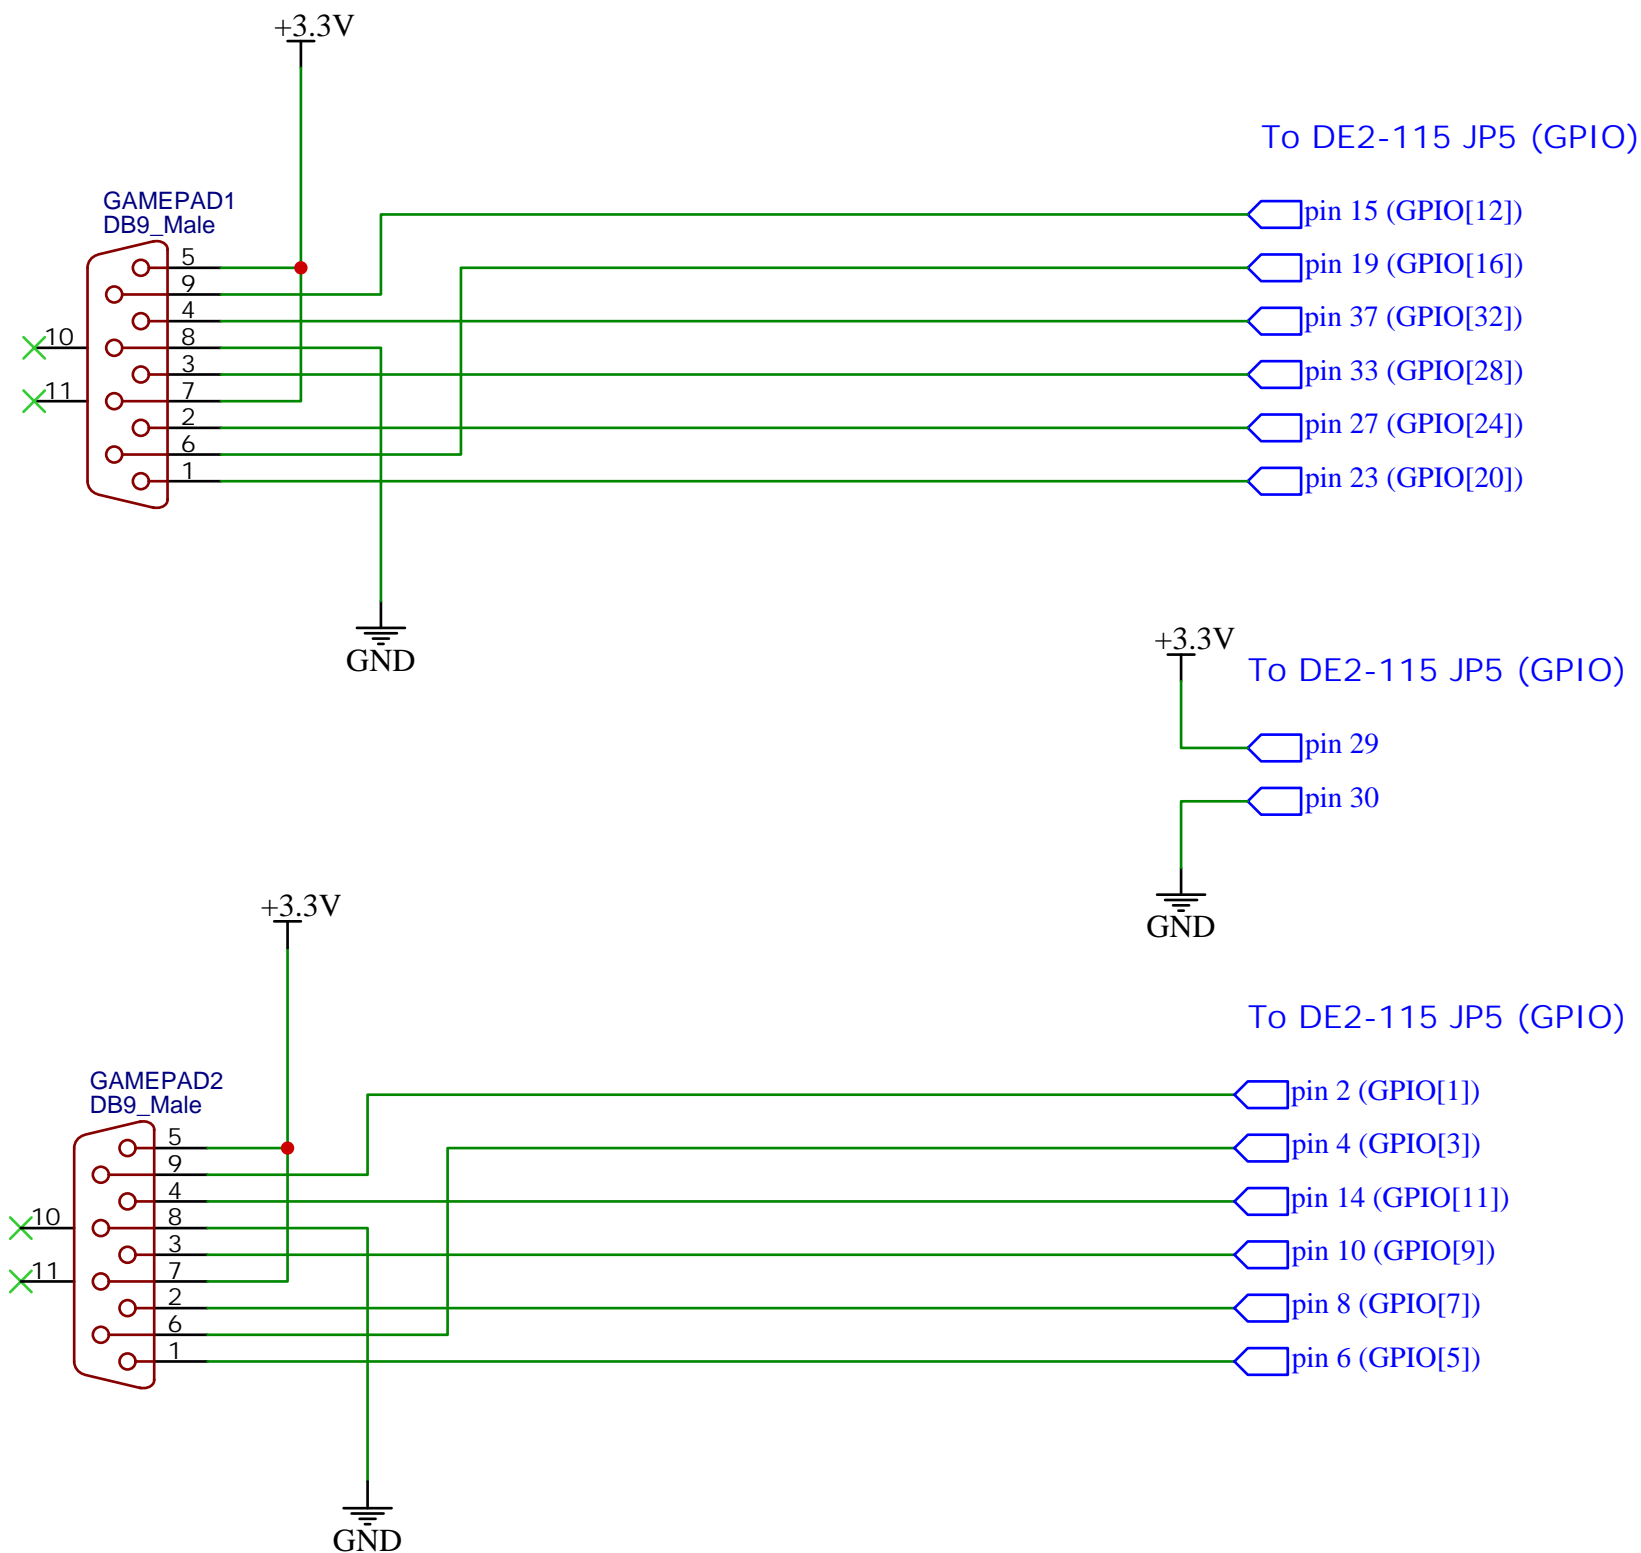 +3.3V
To DE2-115 JP5 (GPIO)
GAMEPAD1
DB9_Male
pin 15 (GPIO[12])
5
pin 19 (GPIO[16])
9
4
pin 37 (GPIO[32])
10
8
3
pin 33 (GPIO[28])
11
7
2
pin 27 (GPIO[24])
6
1
pin 23 (GPIO[20])
GND
+3.3V
To DE2-115 JP5 (GPIO)
pin 29
pin 30
GND
+3.3V
To DE2-115 JP5 (GPIO)
GAMEPAD2
DB9_Male
pin 2 (GPIO[1])
5
pin 4 (GPIO[3])
9
4
pin 14 (GPIO[11])
10
8
3
pin 10 (GPIO[9])
11
7
2
pin 8 (GPIO[7])
6
1
pin 6 (GPIO[5])
GND